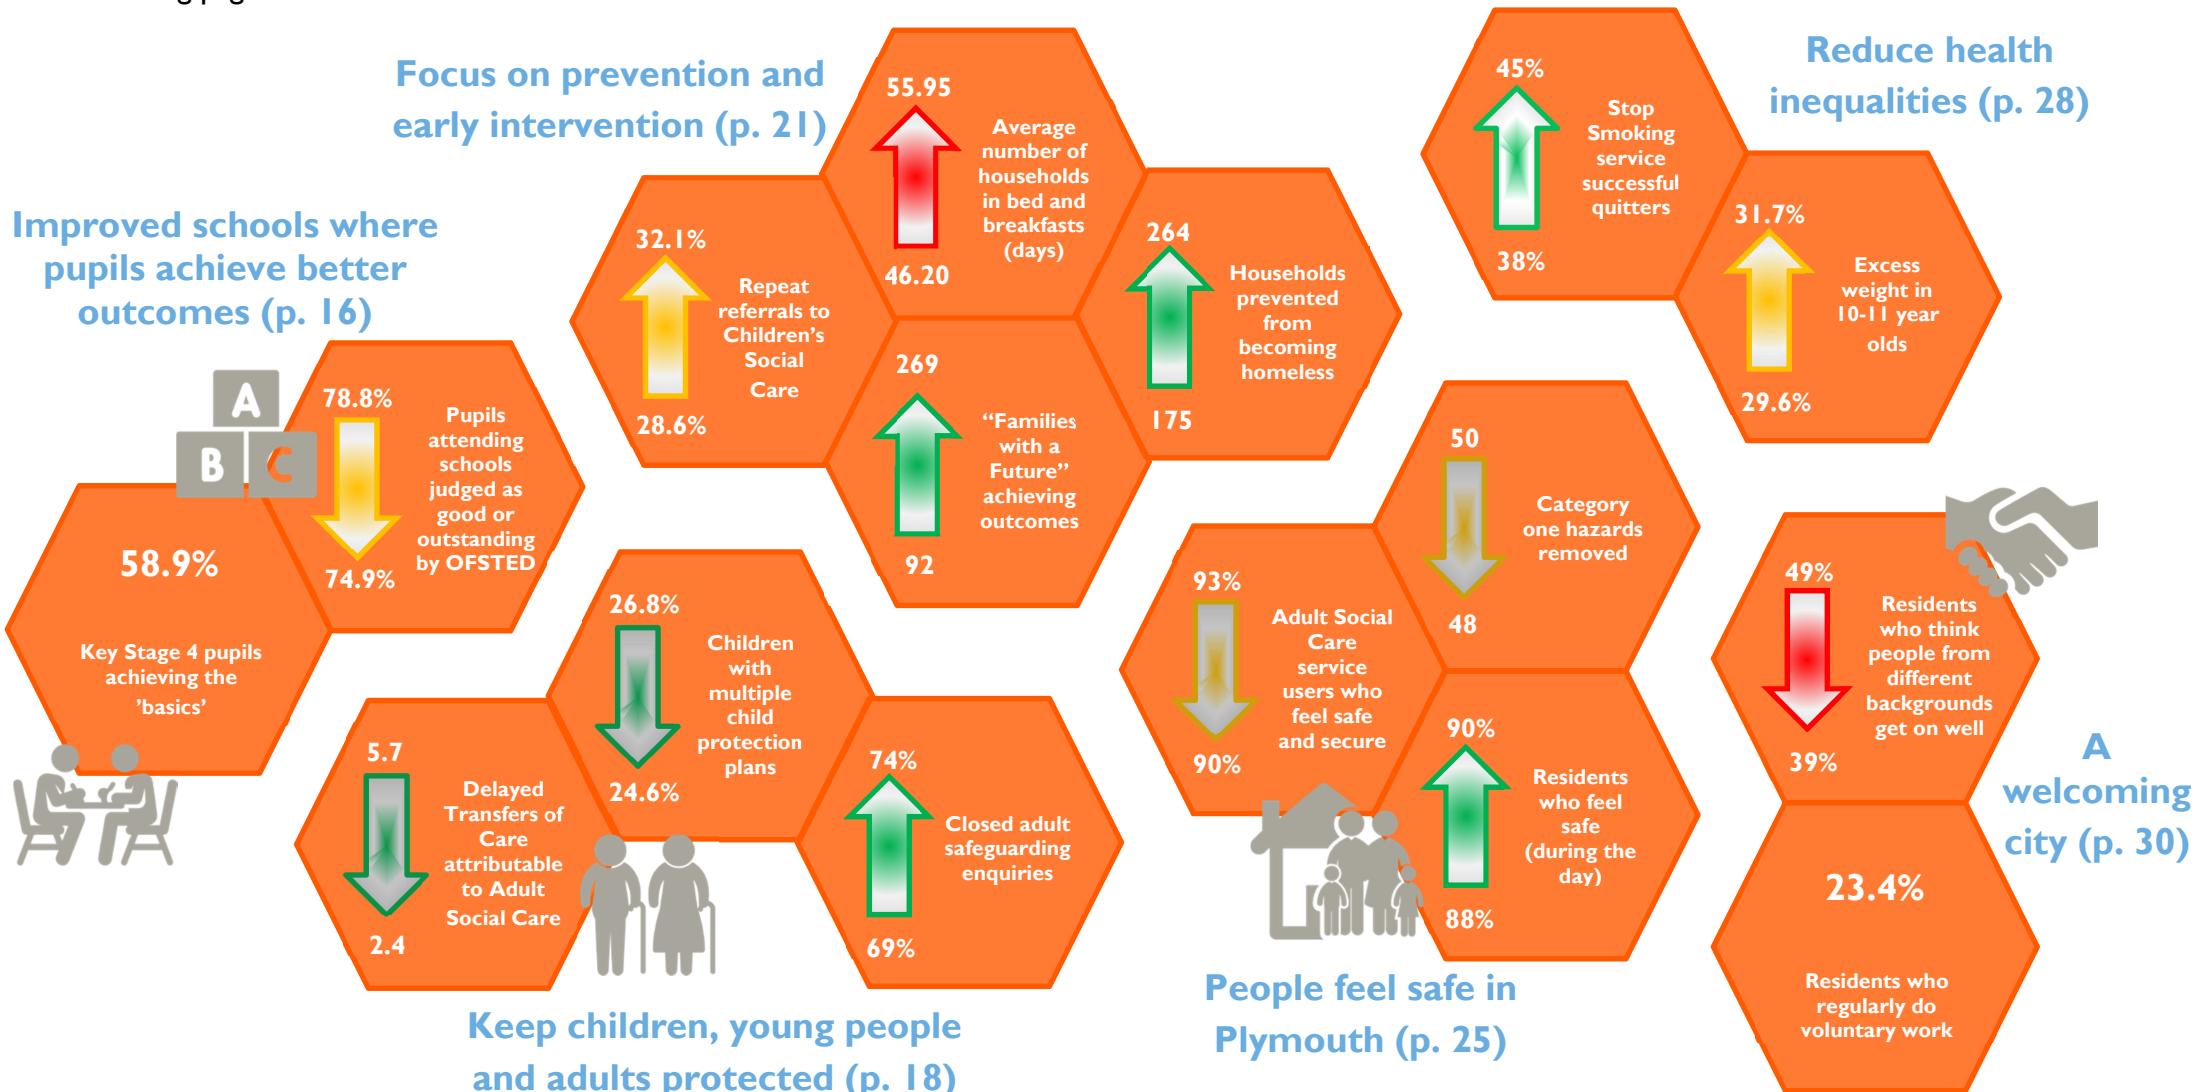 Focus on prevention and
early intervention (p. 21)
55.95
Average
number of
households
in bed and
breakfasts
(days)
46.20
32.1%
Repeat
referrals to
Children's
Social
Care
28.6%
264
Households
prevented
from
becoming
homeless
175
269
“Families
with a
Future”
achieving
outcomes
92
Reduce health
inequalities (p. 28)
45%
Stop
Smoking
service
successful
quitters
38%
31.7%
Excess
weight in
10-11 year
olds
29.6%
Improved schools where
pupils achieve better
outcomes (p. 16)
A
B C
78.8%
Pupils
attending
schools
judged as
good or
outstanding
by OFSTED
74.9%
58.9%
Key Stage 4 pupils
achieving the
'basics'
26.8%
Children
with
multiple
child
protection
plans
24.6%
5.7
Delayed
Transfers of
Care
attributable
to Adult
Social Care
2.4
74%
Closed adult
safeguarding
enquiries
69%
Keep children, young people
and adults protected (p. 18)
50
Category
one hazards
removed
48
93%
Adult Social
Care
service
users who
feel safe
and secure
90%
90%
Residents
who feel
safe
(during the
day)
88%
People feel safe in
Plymouth (p. 25)
49%
Residents
who think
people from
different
backgrounds
get on well
39%
A
welcoming
city (p. 30)
23.4%
Residents who
regularly do
voluntary work